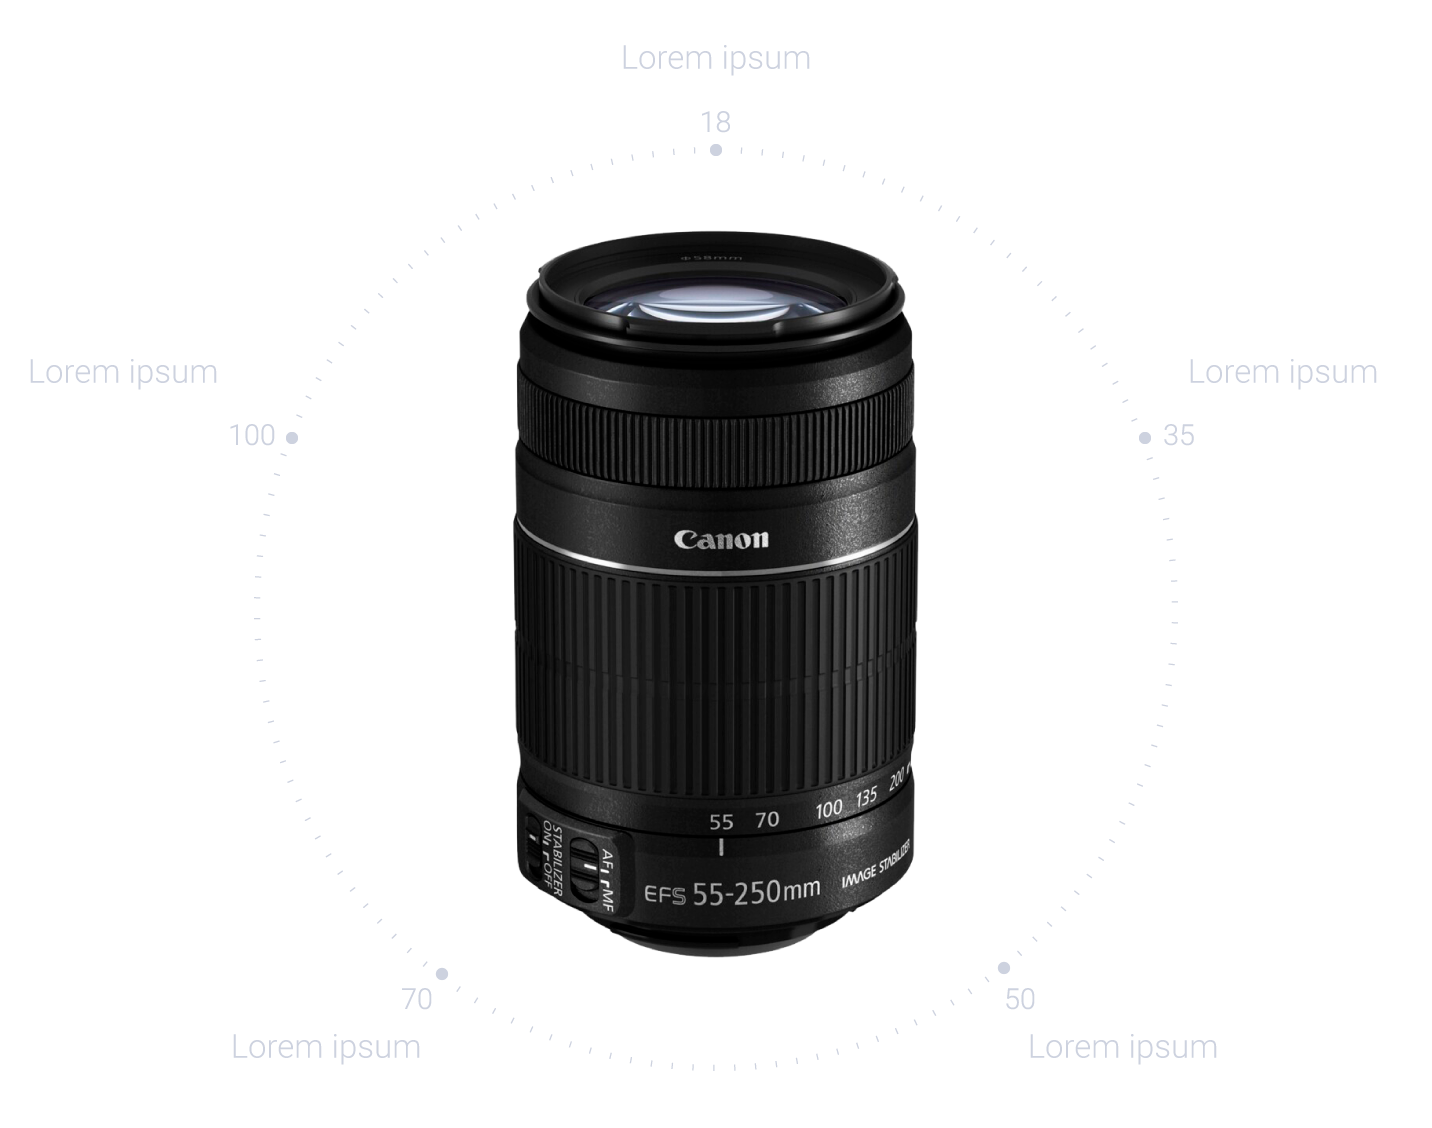 Lorem ipsum
18
⌀58mm
Lorem ipsum
Lorem ipsum
100
35
Canon
55 70 100 135 200
STABILIZER
ON OFF
AF MF
EFS 55-250mm
IMAGE STABILIZER
70
50
Lorem ipsum
Lorem ipsum